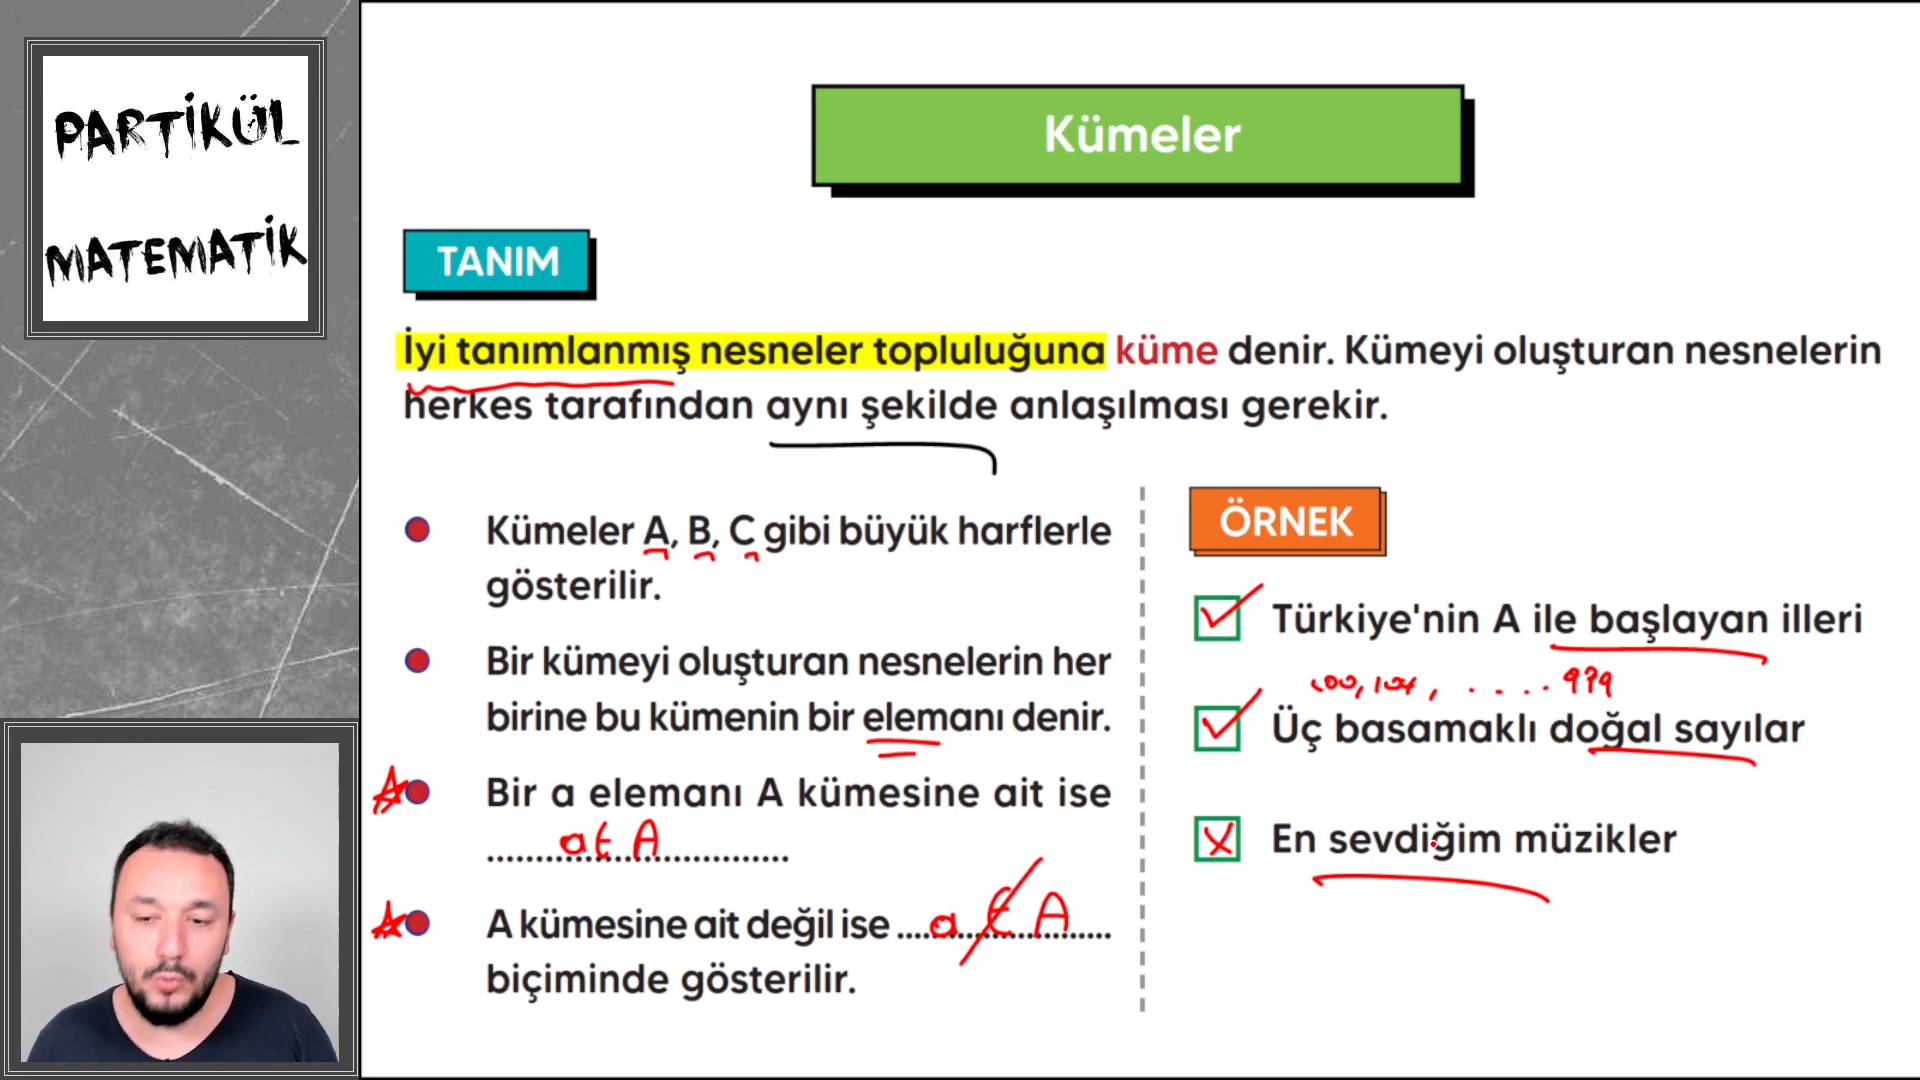 PARTİKÜL
MATEMATİK
Kümeler
TANIM
İyi tanımlanmış nesneler topluluğuna küme denir. Kümeyi oluşturan nesnelerin
herkes tarafından aynı şekilde anlaşılması gerekir.
Kümeler A, B, C gibi büyük harflerle
gösterilir.
Bir kümeyi oluşturan nesnelerin her
birine bu kümenin bir elemanı denir.
Bir a elemanı A kümesine ait ise
a ∈ A
A kümesine ait değil ise a ∉ A
biçiminde gösterilir.
ÖRNEK
Türkiye'nin A ile başlayan illeri
100, 101, .... 999
Üç basamaklı doğal sayılar
En sevdiğim müzikler